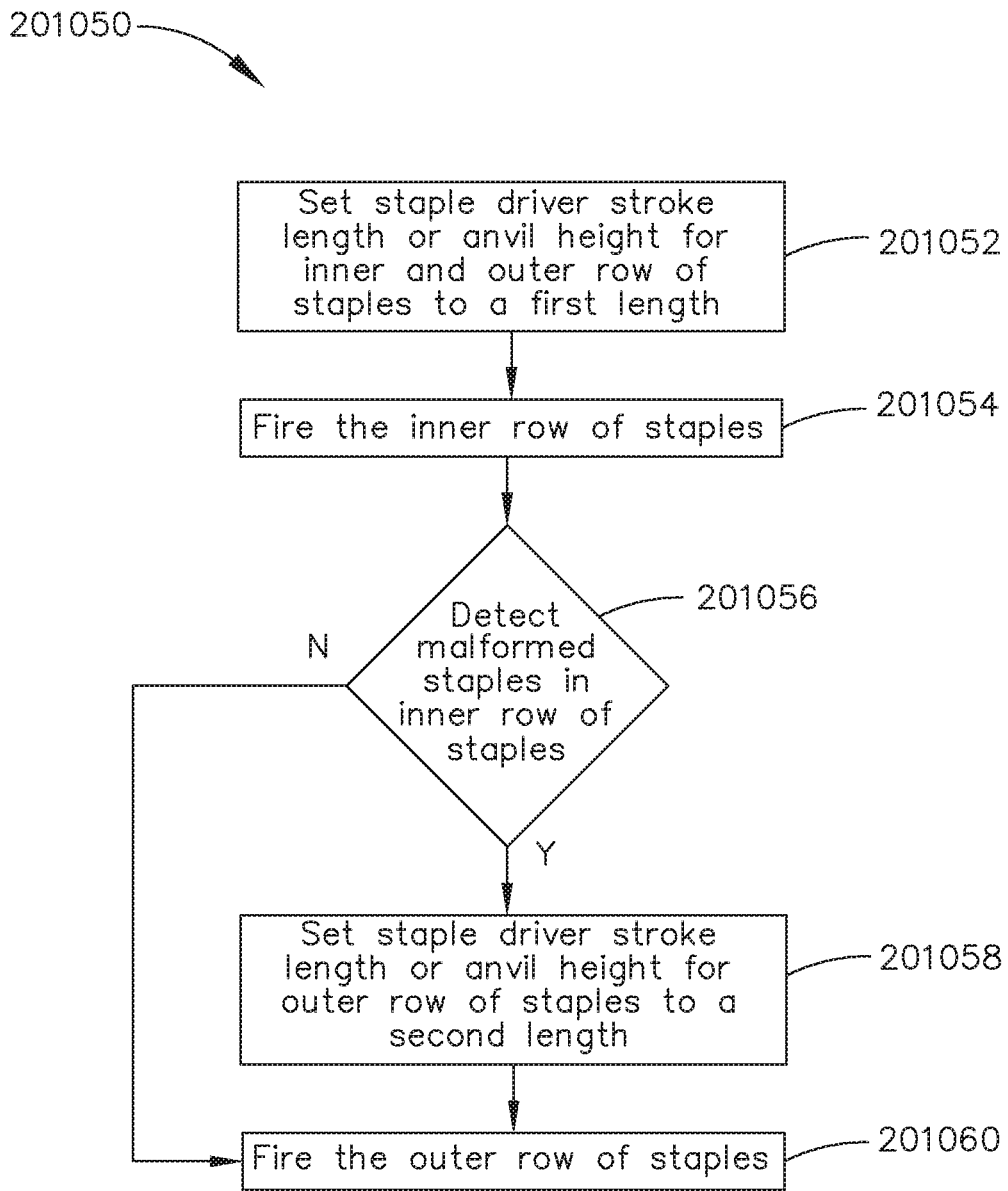 201050
Set staple driver stroke
length or anvil height for
inner and outer row of
staples to a first length
201052
Fire the inner row of staples
201054
Detect
malformed
staples in
inner row of
staples
201056
N
Y
Set staple driver stroke
length or anvil height for
outer row of staples to a
second length
201058
Fire the outer row of staples
201060